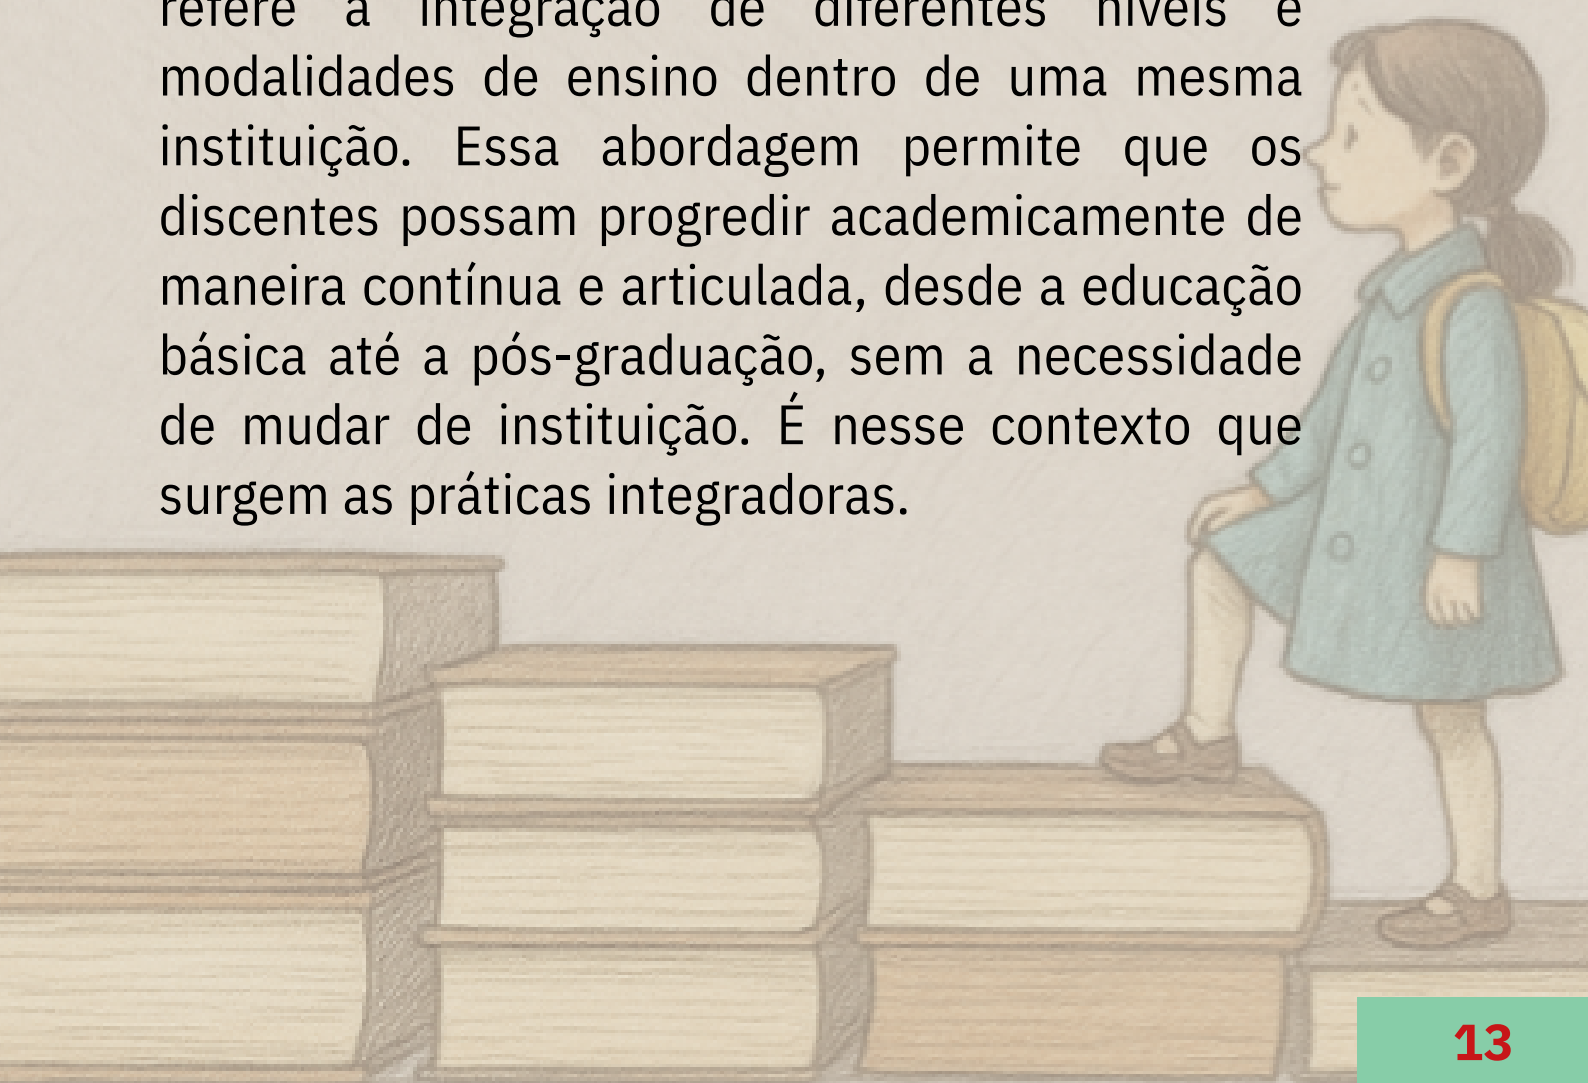 refere à integração de diferentes níveis e
modalidades de ensino dentro de uma mesma
instituição. Essa abordagem permite que os
discentes possam progredir academicamente de
maneira contínua e articulada, desde a educação
básica até a pós-graduação, sem a necessidade
de mudar de instituição. É nesse contexto que
surgem as práticas integradoras.
13